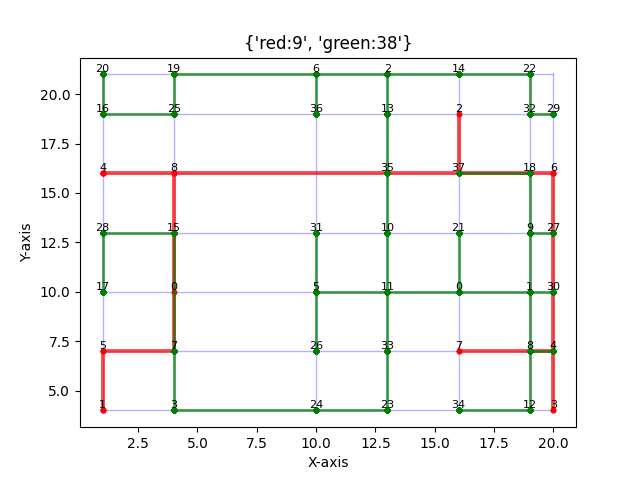 {'red:9', 'green:38'}
20 19 6 2 14 22
20.0
16 25 36 13 2 32 29
17.5
4 8 35 37 18 6
15.0
28 15 31 10 21 9 27
12.5
Y-axis
17 0 5 11 0 1 30
10.0
5 7 26 33 7 8 4
7.5
5.0
1 3 24 23 34 12 3
2.5 5.0 7.5 10.0 12.5 15.0 17.5 20.0
X-axis